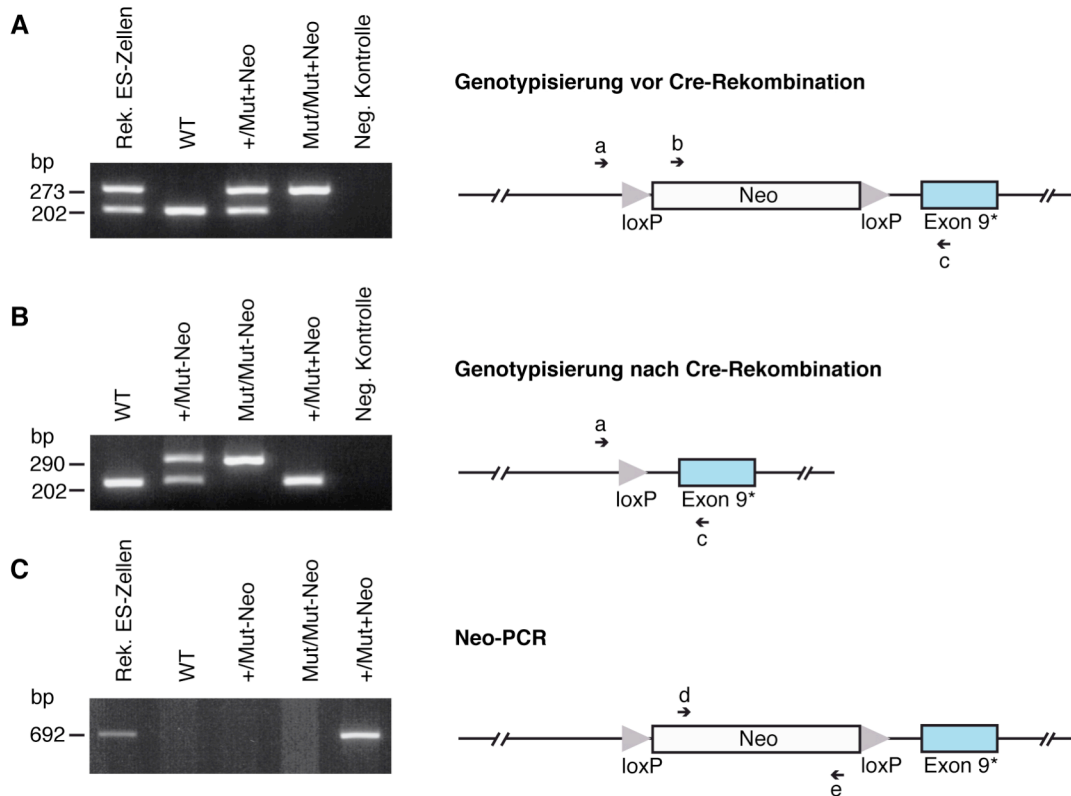 A
Rek. ES-Zellen
WT
+/Mut+Neo
Mut/Mut+Neo
Neg. Kontrolle
bp
273
202
Genotypisierung vor Cre-Rekombination
a
b
Neo
loxP
loxP
Exon 9*
c
B
WT
+/Mut-Neo
Mut/Mut-Neo
+/Mut+Neo
Neg. Kontrolle
bp
290
202
Genotypisierung nach Cre-Rekombination
a
loxP
Exon 9*
c
C
Rek. ES-Zellen
WT
+/Mut-Neo
Mut/Mut-Neo
+/Mut+Neo
bp
692
Neo-PCR
d
Neo
loxP
loxP
Exon 9*
e